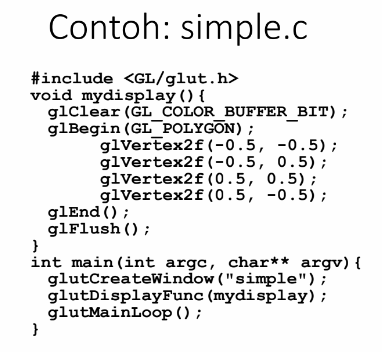 Contoh: simple.c
#include <GL/glut.h>
void mydisplay(){
glClear(GL_COLOR_BUFFER_BIT);
glBegin(GL_POLYGON);
glVertex2f(-0.5, -0.5);
glVertex2f(-0.5, 0.5);
glVertex2f(0.5, 0.5);
glVertex2f(0.5, -0.5);
glEnd();
glFlush();
}
int main(int argc, char** argv){
glutCreateWindow("simple");
glutDisplayFunc(mydisplay);
glutMainLoop();
}